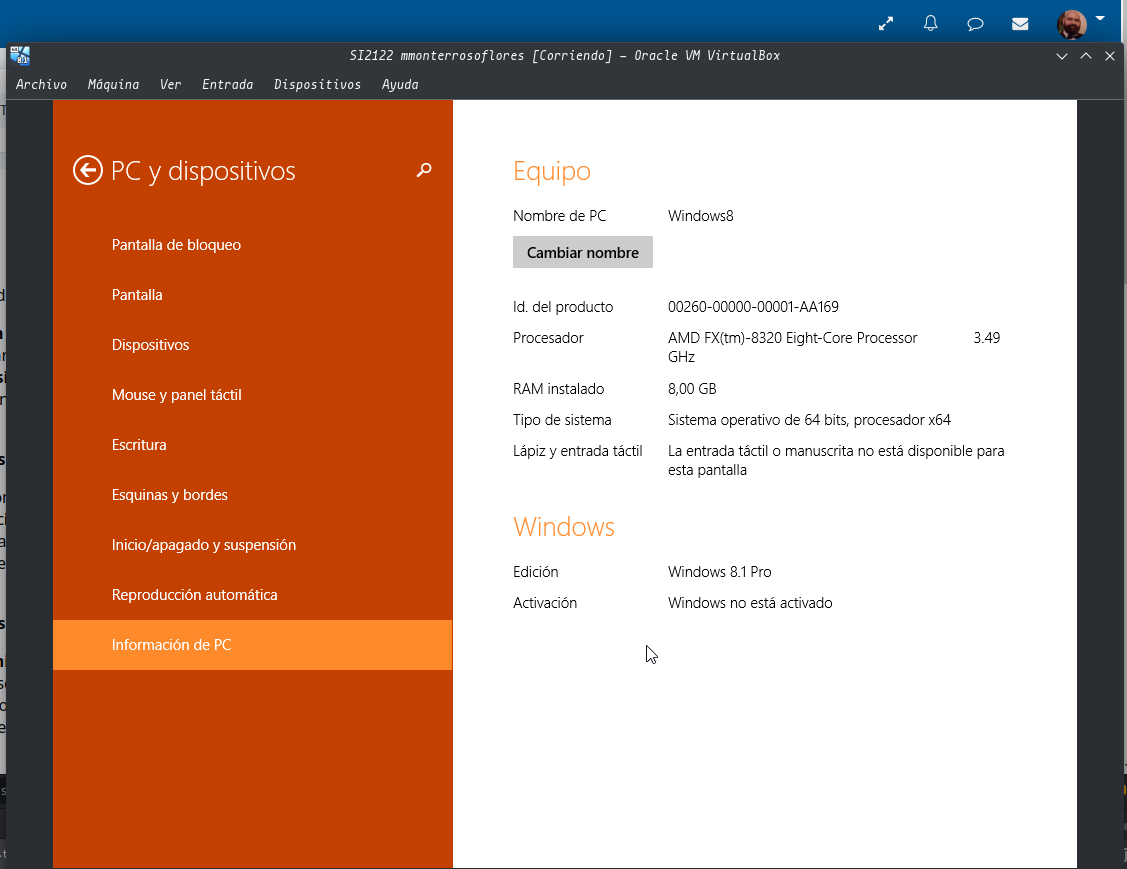 SI2122 mmonterrosoflores [Corriendo] – Oracle VM VirtualBox
Archivo Máquina Ver Entrada Dispositivos Ayuda
PC y dispositivos
Pantalla de bloqueo
Pantalla
Dispositivos
Mouse y panel táctil
Escritura
Esquinas y bordes
Inicio/apagado y suspensión
Reproducción automática
Información de PC
Equipo
Nombre de PC Windows8
Cambiar nombre
Id. del producto 00260-00000-00001-AA169
Procesador AMD FX(tm)-8320 Eight-Core Processor 3.49
GHz
RAM instalado 8,00 GB
Tipo de sistema Sistema operativo de 64 bits, procesador x64
Lápiz y entrada táctil La entrada táctil o manuscrita no está disponible para
esta pantalla
Windows
Edición Windows 8.1 Pro
Activación Windows no está activado